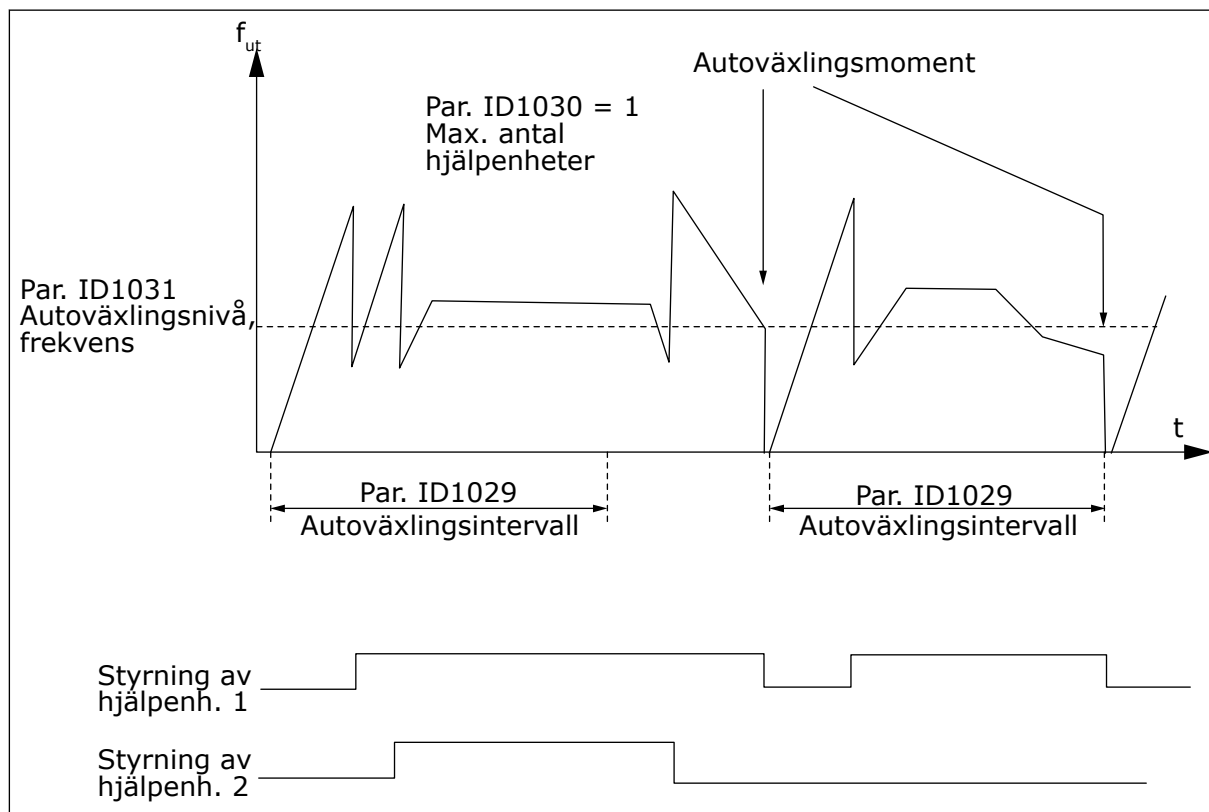 f_ut
Autoväxlingsmoment
Par. ID1030 = 1
Max. antal
hjälpenheter
Par. ID1031
Autoväxlingsnivå,
frekvens
t
Par. ID1029
Autoväxlingsintervall
Par. ID1029
Autoväxlingsintervall
Styrning av
hjälpenh. 1
Styrning av
hjälpenh. 2